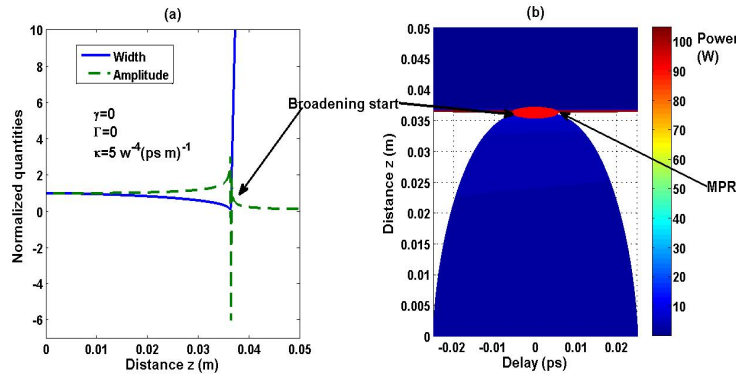 (a)
Normalized quantities
10
8
6
4
2
0
-2
-4
-6
Width
Amplitude
γ=0
Γ=0
κ=5 w⁻⁴(ps m)⁻¹
0
0.01
0.02
0.03
0.04
0.05
Distance z (m)
Broadening start
(b)
Distance z (m)
0.05
0.045
0.04
0.035
0.03
0.025
0.02
0.015
0.01
0.005
0
-0.02
-0.01
0
0.01
0.02
Delay (ps)
MPR
Power
(W)
100
90
80
70
60
50
40
30
20
10